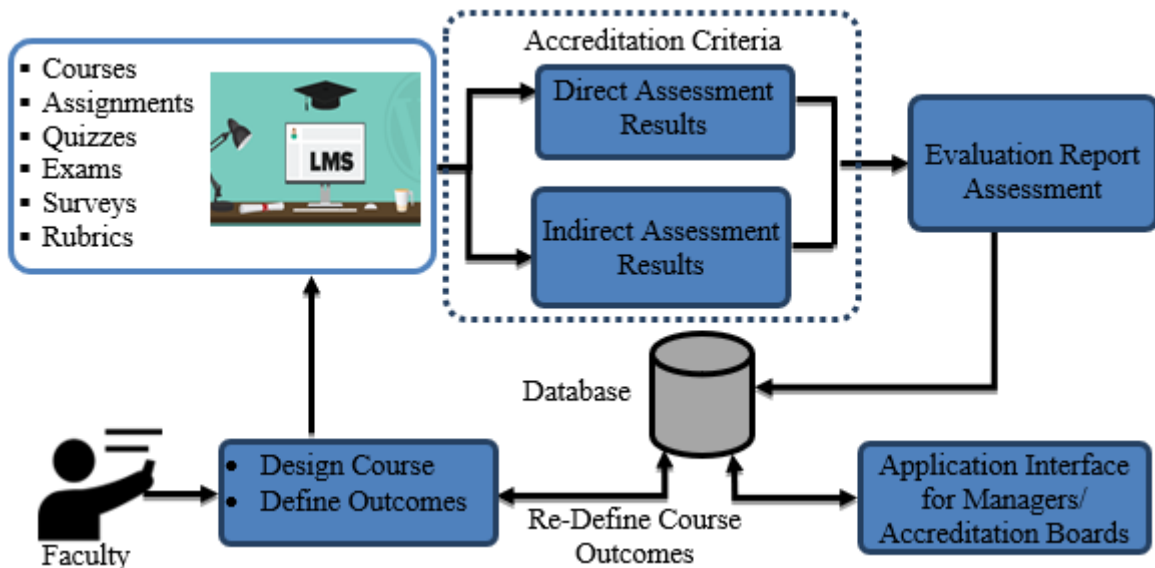 ▪ Courses
▪ Assignments
▪ Quizzes
▪ Exams
▪ Surveys
▪ Rubrics
LMS
Accreditation Criteria
Direct Assessment
Results
Indirect Assessment
Results
Evaluation Report
Assessment
Database
Faculty
• Design Course
• Define Outcomes
Re-Define Course
Outcomes
Application Interface
for Managers/
Accreditation Boards